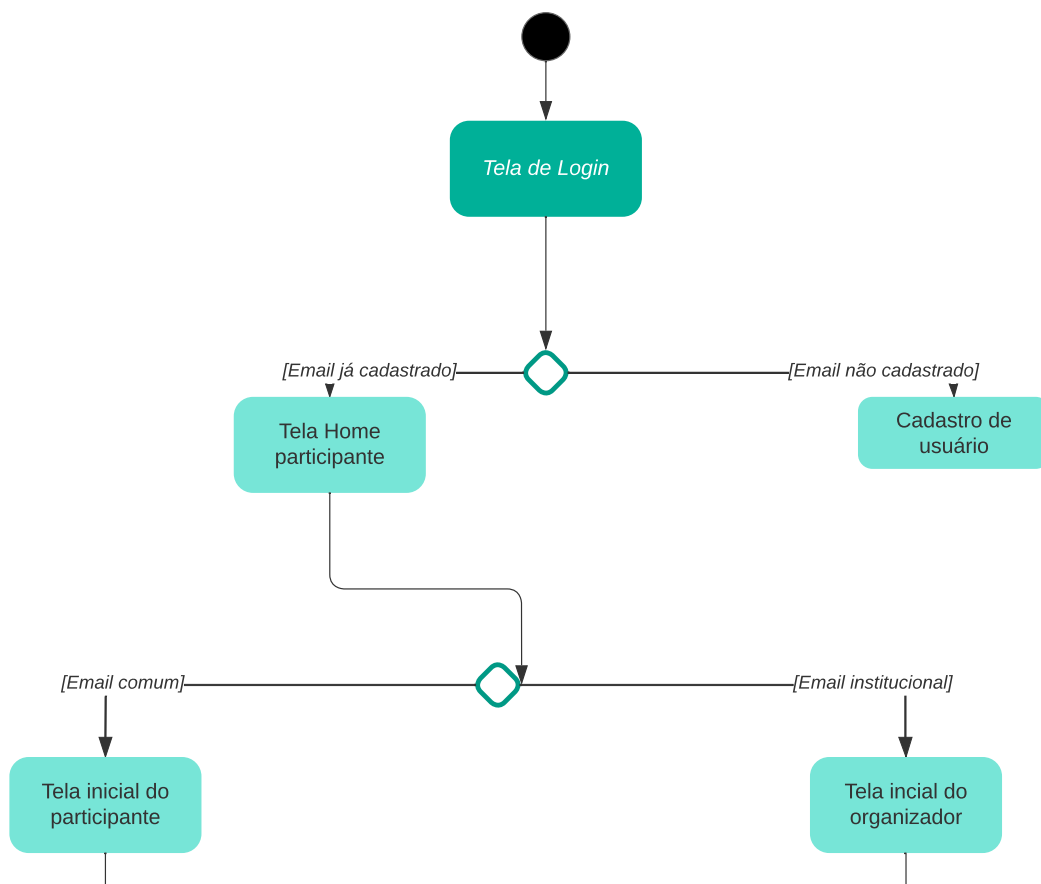 Tela de Login
[Email já cadastrado]
[Email não cadastrado]
Tela Home
participante
Cadastro de
usuário
[Email comum]
[Email institucional]
Tela inicial do
participante
Tela incial do
organizador